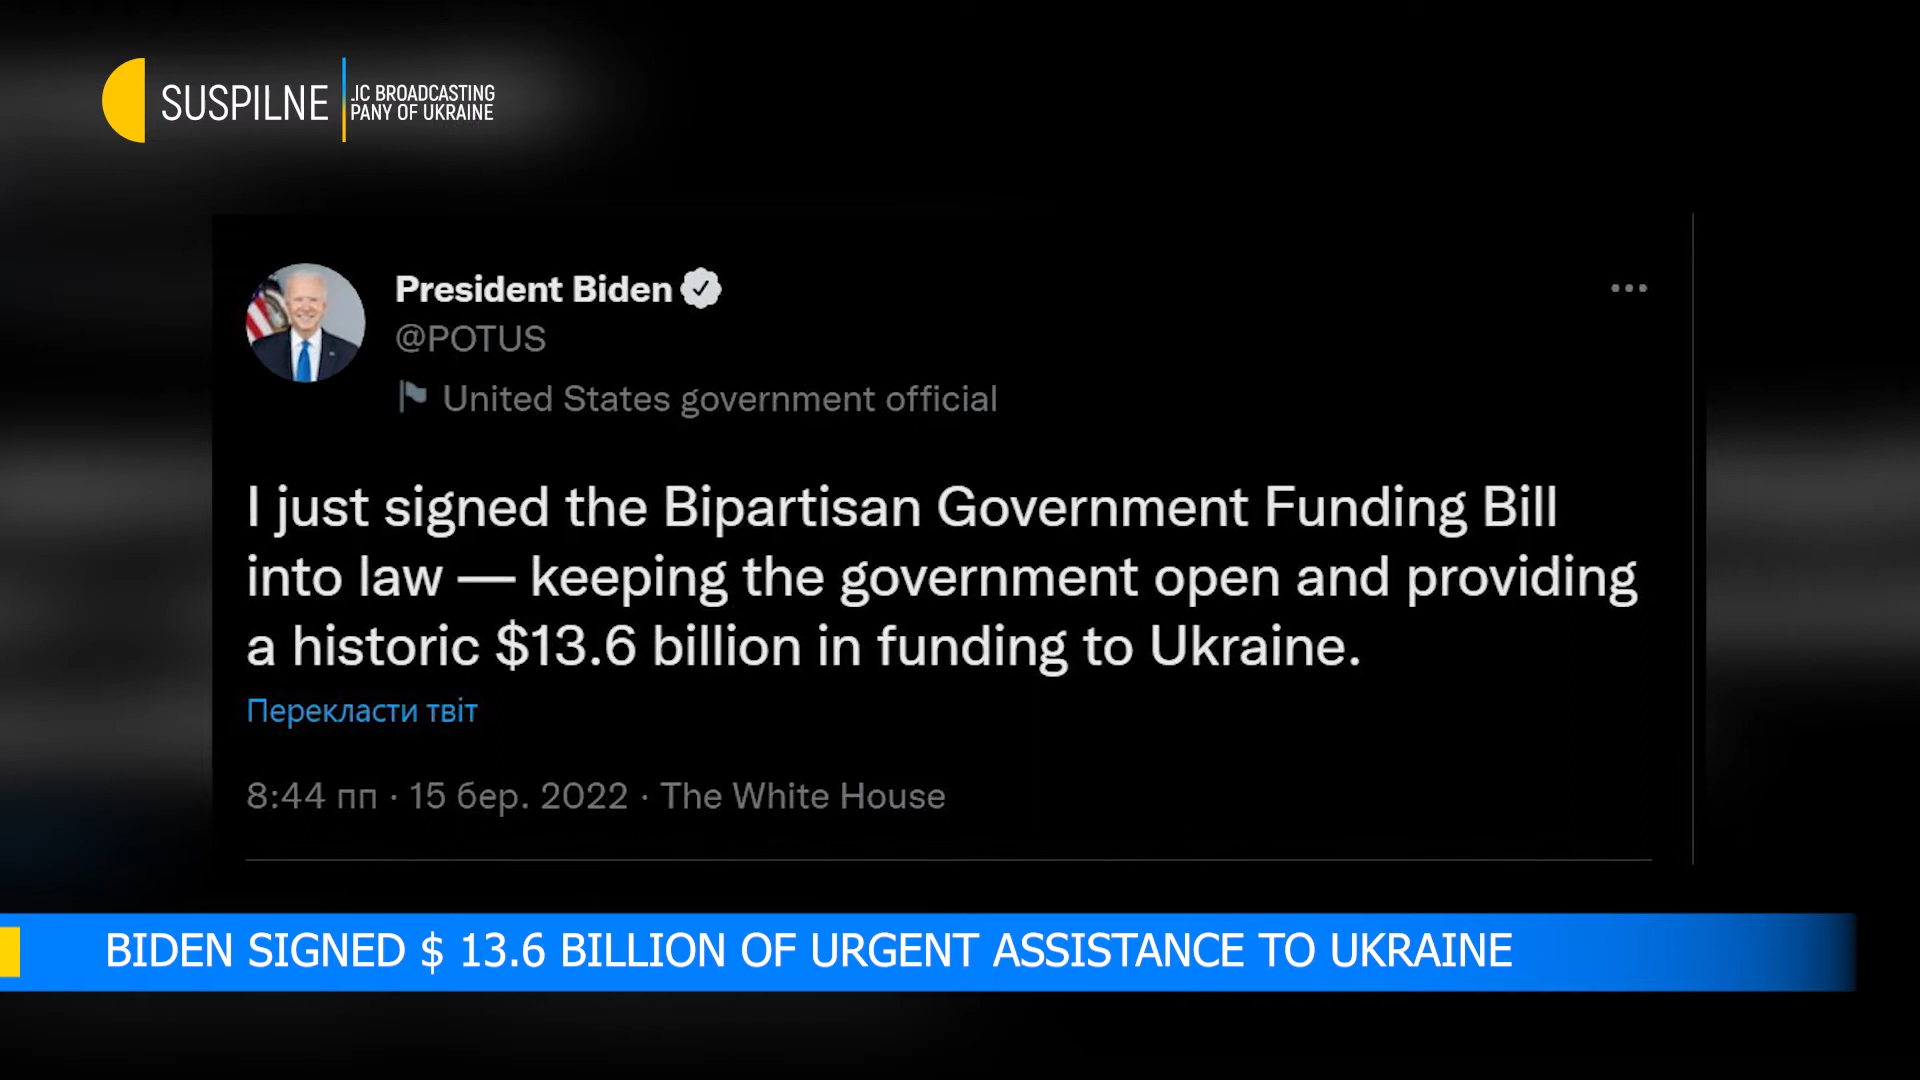 SUSPILNE
.IC BROADCASTING
PANY OF UKRAINE
President Biden
@POTUS
United States government official
I just signed the Bipartisan Government Funding Bill
into law — keeping the government open and providing
a historic $13.6 billion in funding to Ukraine.
Перекласти твіт
8:44 пп · 15 бер. 2022 · The White House
BIDEN SIGNED $ 13.6 BILLION OF URGENT ASSISTANCE TO UKRAINE